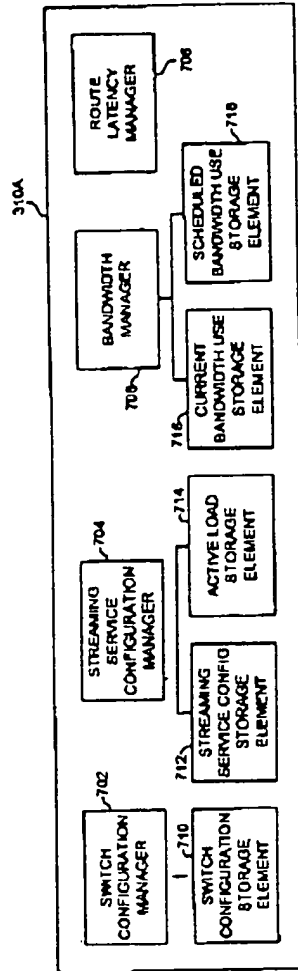 310A
702
SWITCH
CONFIGURATION
MANAGER
704
STREAMING
SERVICE
CONFIGURATION
MANAGER
BANDWIDTH
MANAGER
ROUTE
LATENCY
MANAGER
710
SWITCH
CONFIGURATION
STORAGE
ELEMENT
712
STREAMING
SERVICE CONFIG
STORAGE
ELEMENT
714
ACTIVE LOAD
STORAGE
ELEMENT
716
CURRENT
BANDWIDTH USE
STORAGE
ELEMENT
718
SCHEDULED
BANDWIDTH USE
STORAGE
ELEMENT